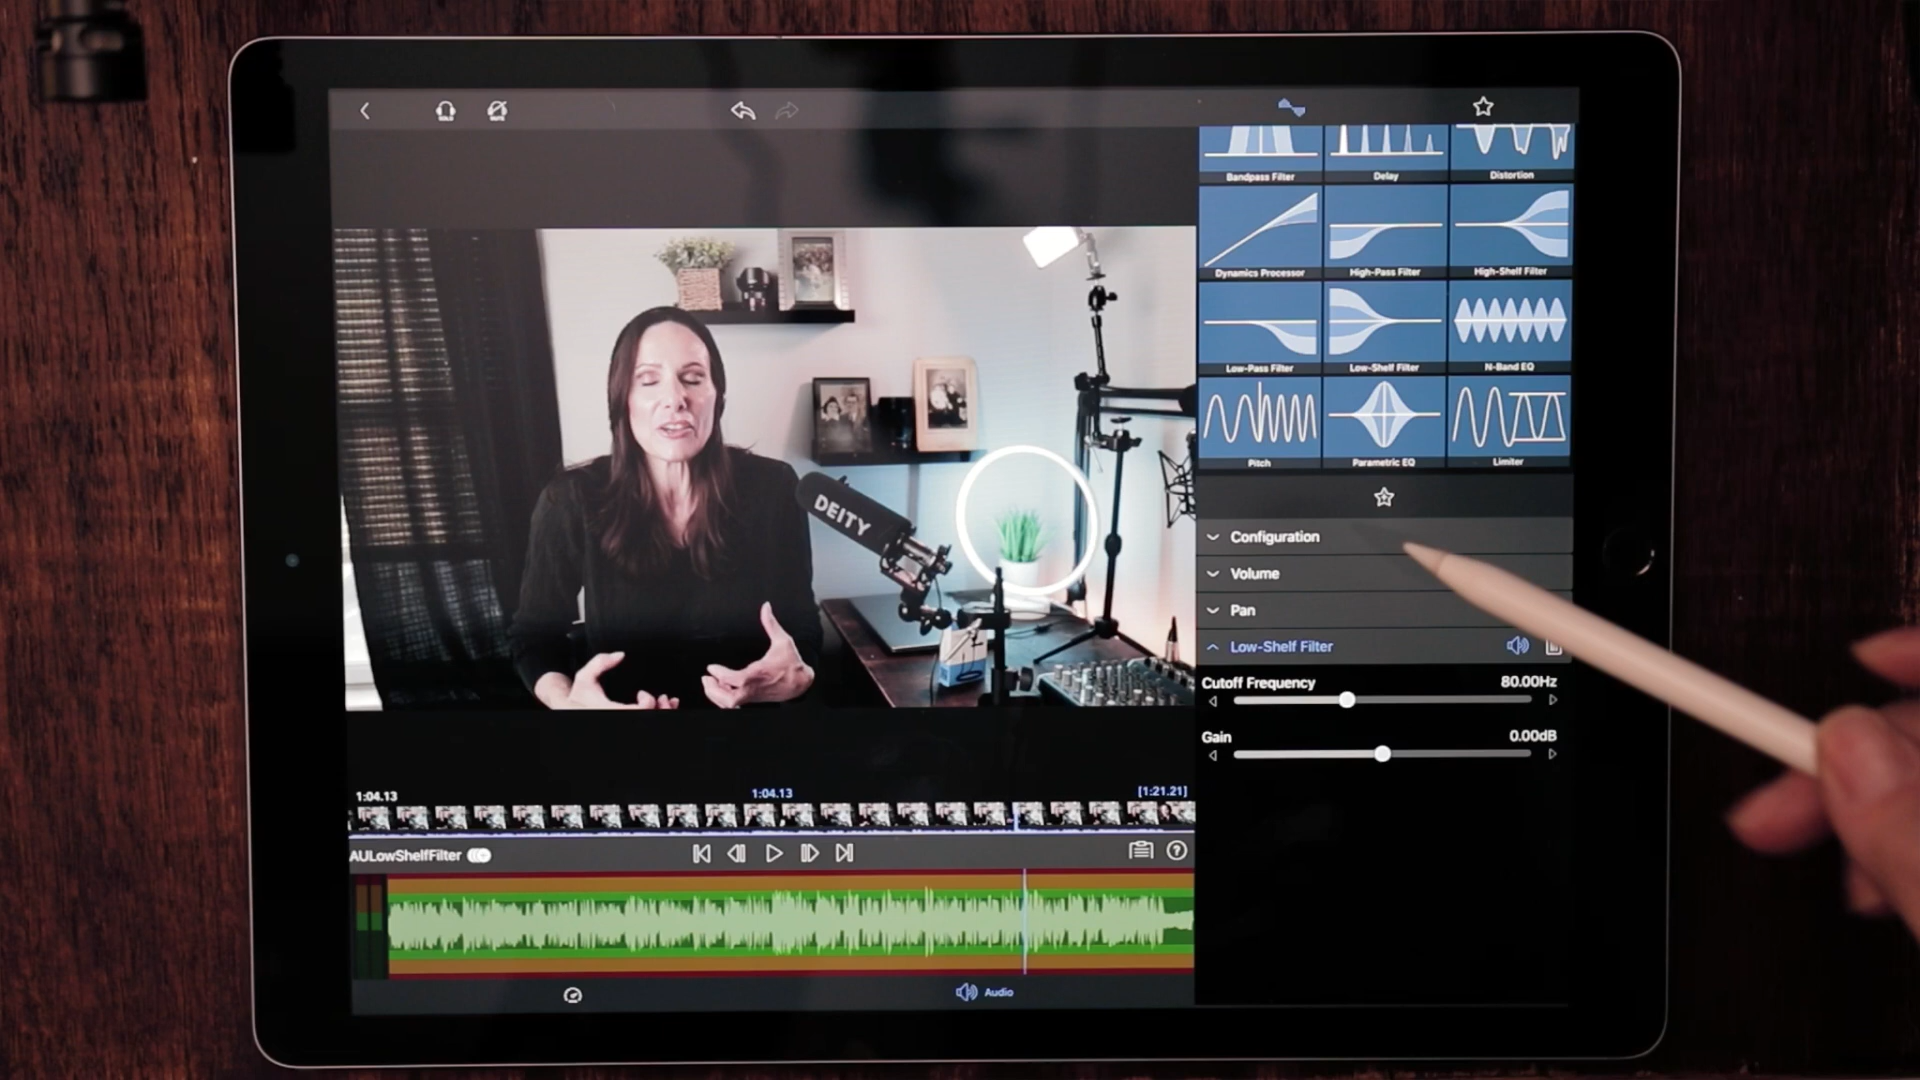 SOLO
MUTE
Bandpass Filter
Delay
Distortion
Dynamics Processor
High-Pass Filter
High-Shelf Filter
Low-Pass Filter
Low-Shelf Filter
N-Band EQ
Pitch
Parametric EQ
Limiter
DEITY
Configuration
Volume
Pan
Low-Shelf Filter
Cutoff Frequency
80.00Hz
Gain
0.00dB
1:04.13
1:04.13
[1:21.21]
AULowShelfFilter
?
Audio